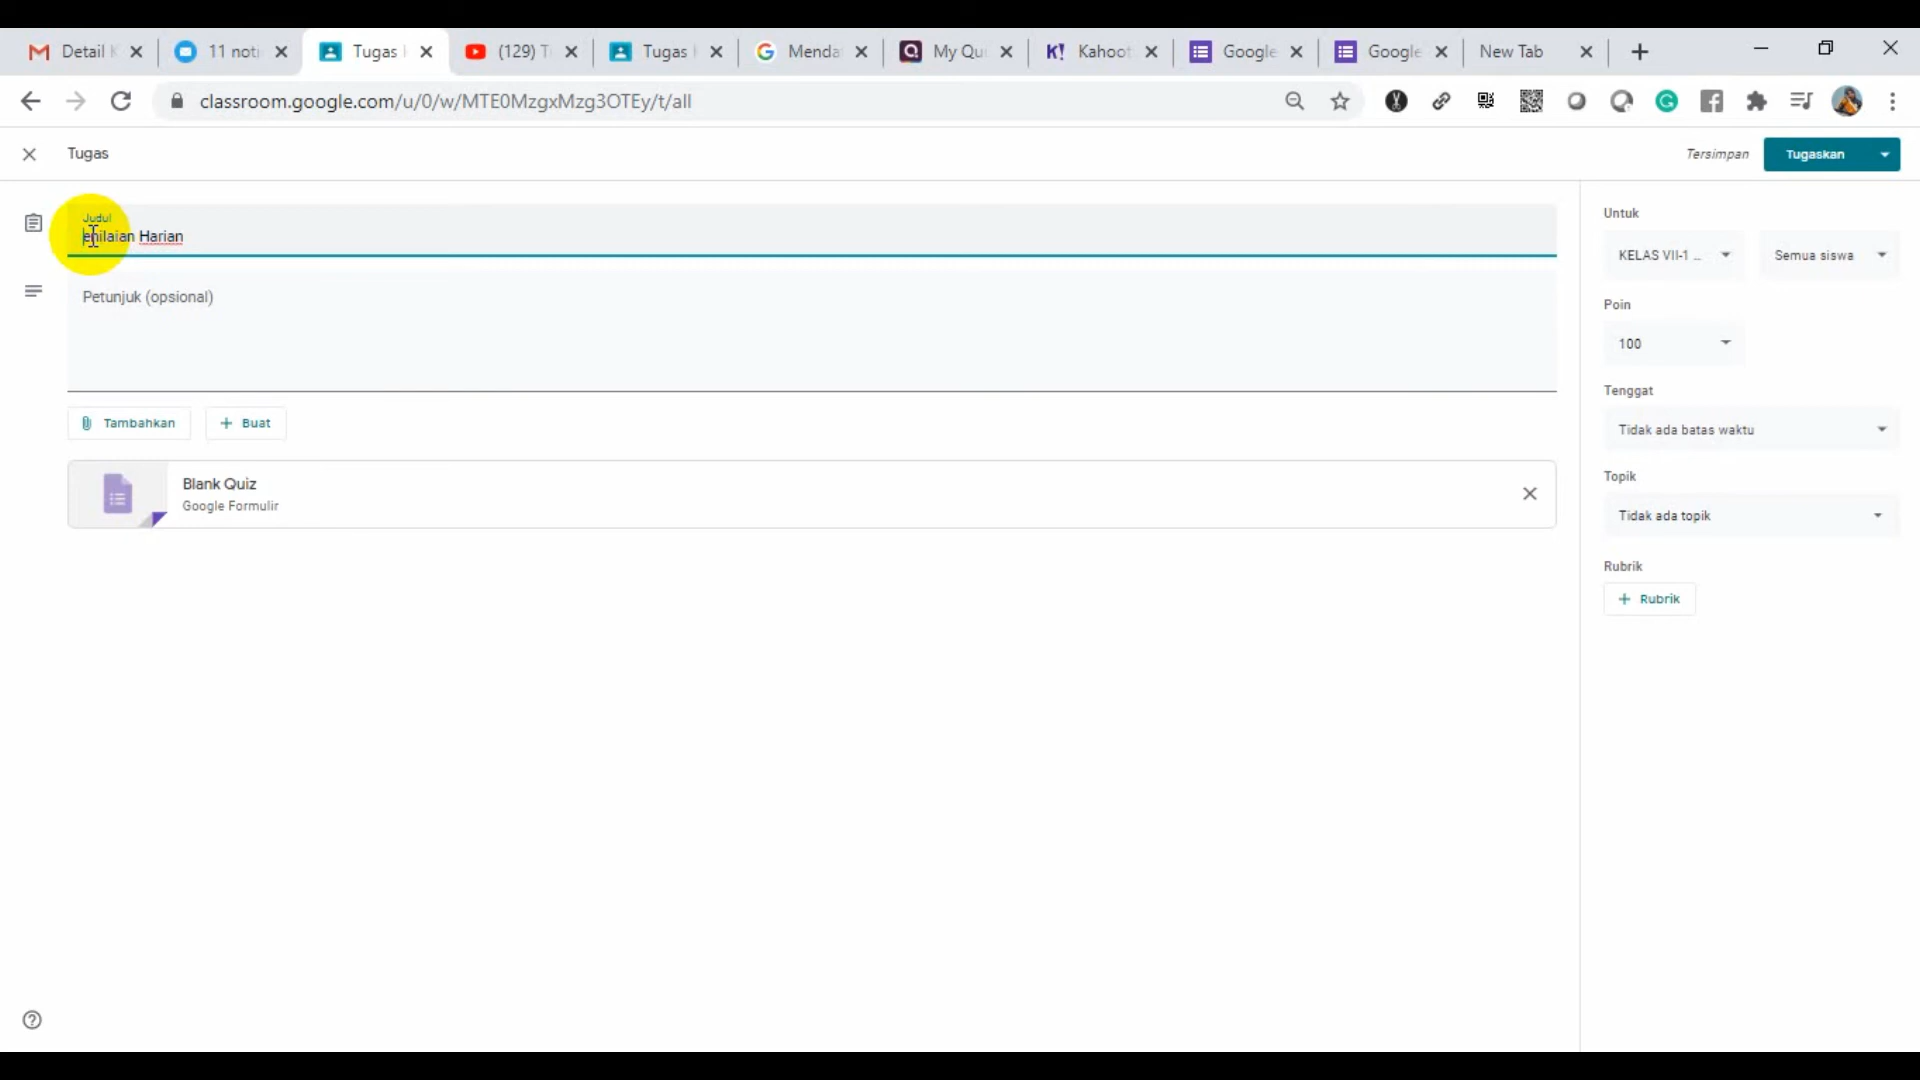 Detail K
11 noti
Tugas
(129) T
Tugas
Menda
My Qui
K! Kahoot
Google
Google
New Tab
classroom.google.com/u/0/w/MTE0MzgxMzg3OTEy/t/all
Tugas
Tersimpan
Tugaskan
Judul
enilaian Harian
Petunjuk (opsional)
Tambahkan
Buat
Blank Quiz
Google Formulir
Untuk
KELAS VII-1 ...
Semua siswa
Poin
100
Tenggat
Tidak ada batas waktu
Topik
Tidak ada topik
Rubrik
Rubrik